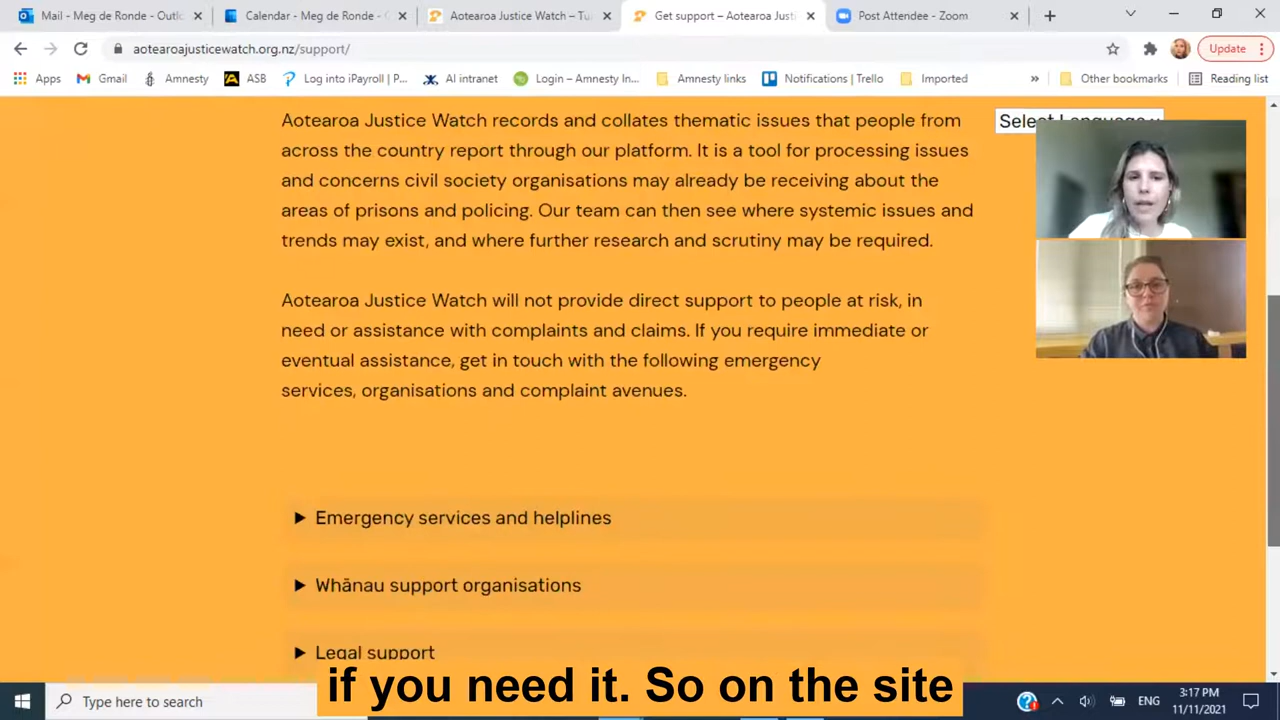 Mail - Meg de Ronde - Outlo
Calendar - Meg de Ronde - 
Aotearoa Justice Watch – Tu
Get support – Aotearoa Justi
Post Attendee - Zoom
aotearoajusticewatch.org.nz/support/
Update
Apps
Gmail
Amnesty
ASB
Log into iPayroll | P...
AI intranet
Login – Amnesty In...
Amnesty links
Notifications | Trello
Imported
»
Other bookmarks
Reading list
Select Language
Aotearoa Justice Watch records and collates thematic issues that people from
across the country report through our platform. It is a tool for processing issues
and concerns civil society organisations may already be receiving about the
areas of prisons and policing. Our team can then see where systemic issues and
trends may exist, and where further research and scrutiny may be required.
Aotearoa Justice Watch will not provide direct support to people at risk, in
need or assistance with complaints and claims. If you require immediate or
eventual assistance, get in touch with the following emergency
services, organisations and complaint avenues.
Emergency services and helplines
Whānau support organisations
Legal support
if you need it. So on the site
Type here to search
ENG
3:17 PM
11/11/2021